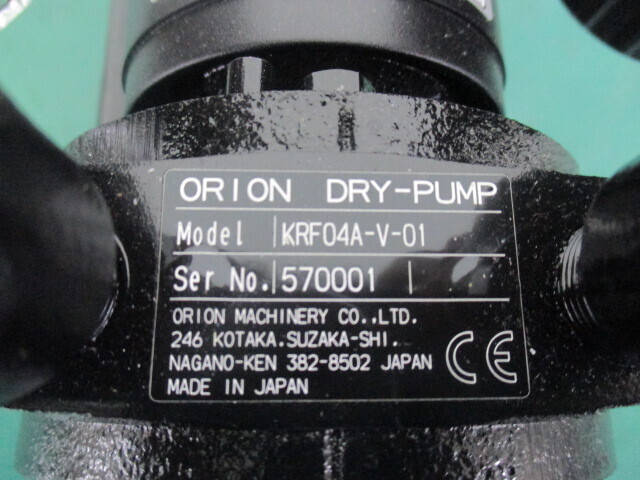 ORION DRY-PUMP
Model KRF04A-V-01
Ser No. 570001
ORION MACHINERY CO.,LTD.
246 KOTAKA.SUZAKA-SHI.
NAGANO-KEN 382-8502 JAPAN
MADE IN JAPAN
CE